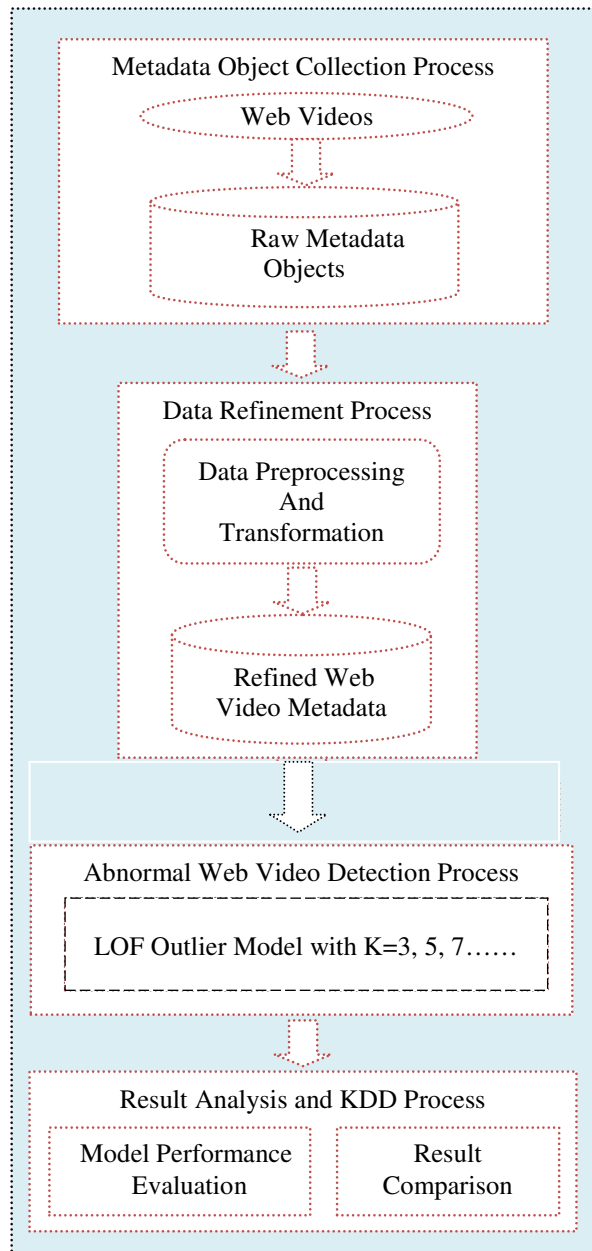 Metadata Object Collection Process
Web Videos
Raw Metadata
Objects
Data Refinement Process
Data Preprocessing
And
Transformation
Refined Web
Video Metadata
Abnormal Web Video Detection Process
LOF Outlier Model with K=3, 5, 7……
Result Analysis and KDD Process
Model Performance
Evaluation
Result
Comparison